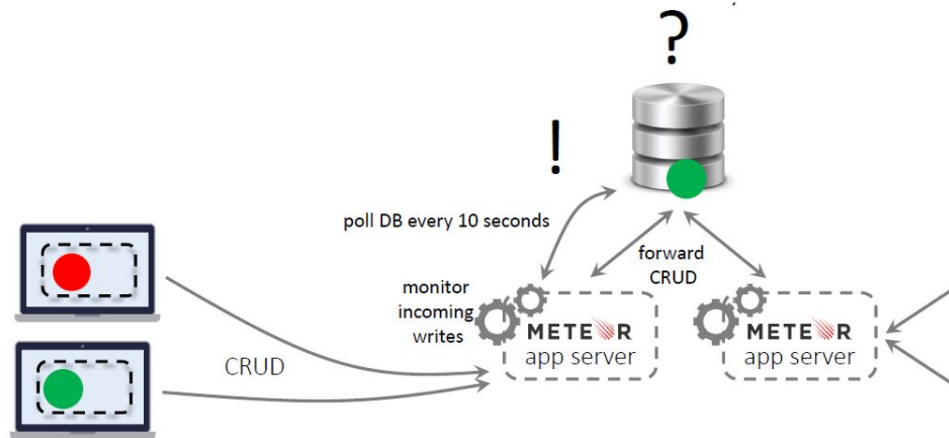 ?
!
poll DB every 10 seconds
forward
CRUD
monitor
incoming
writes
METEOR
app server
METEOR
app server
CRUD